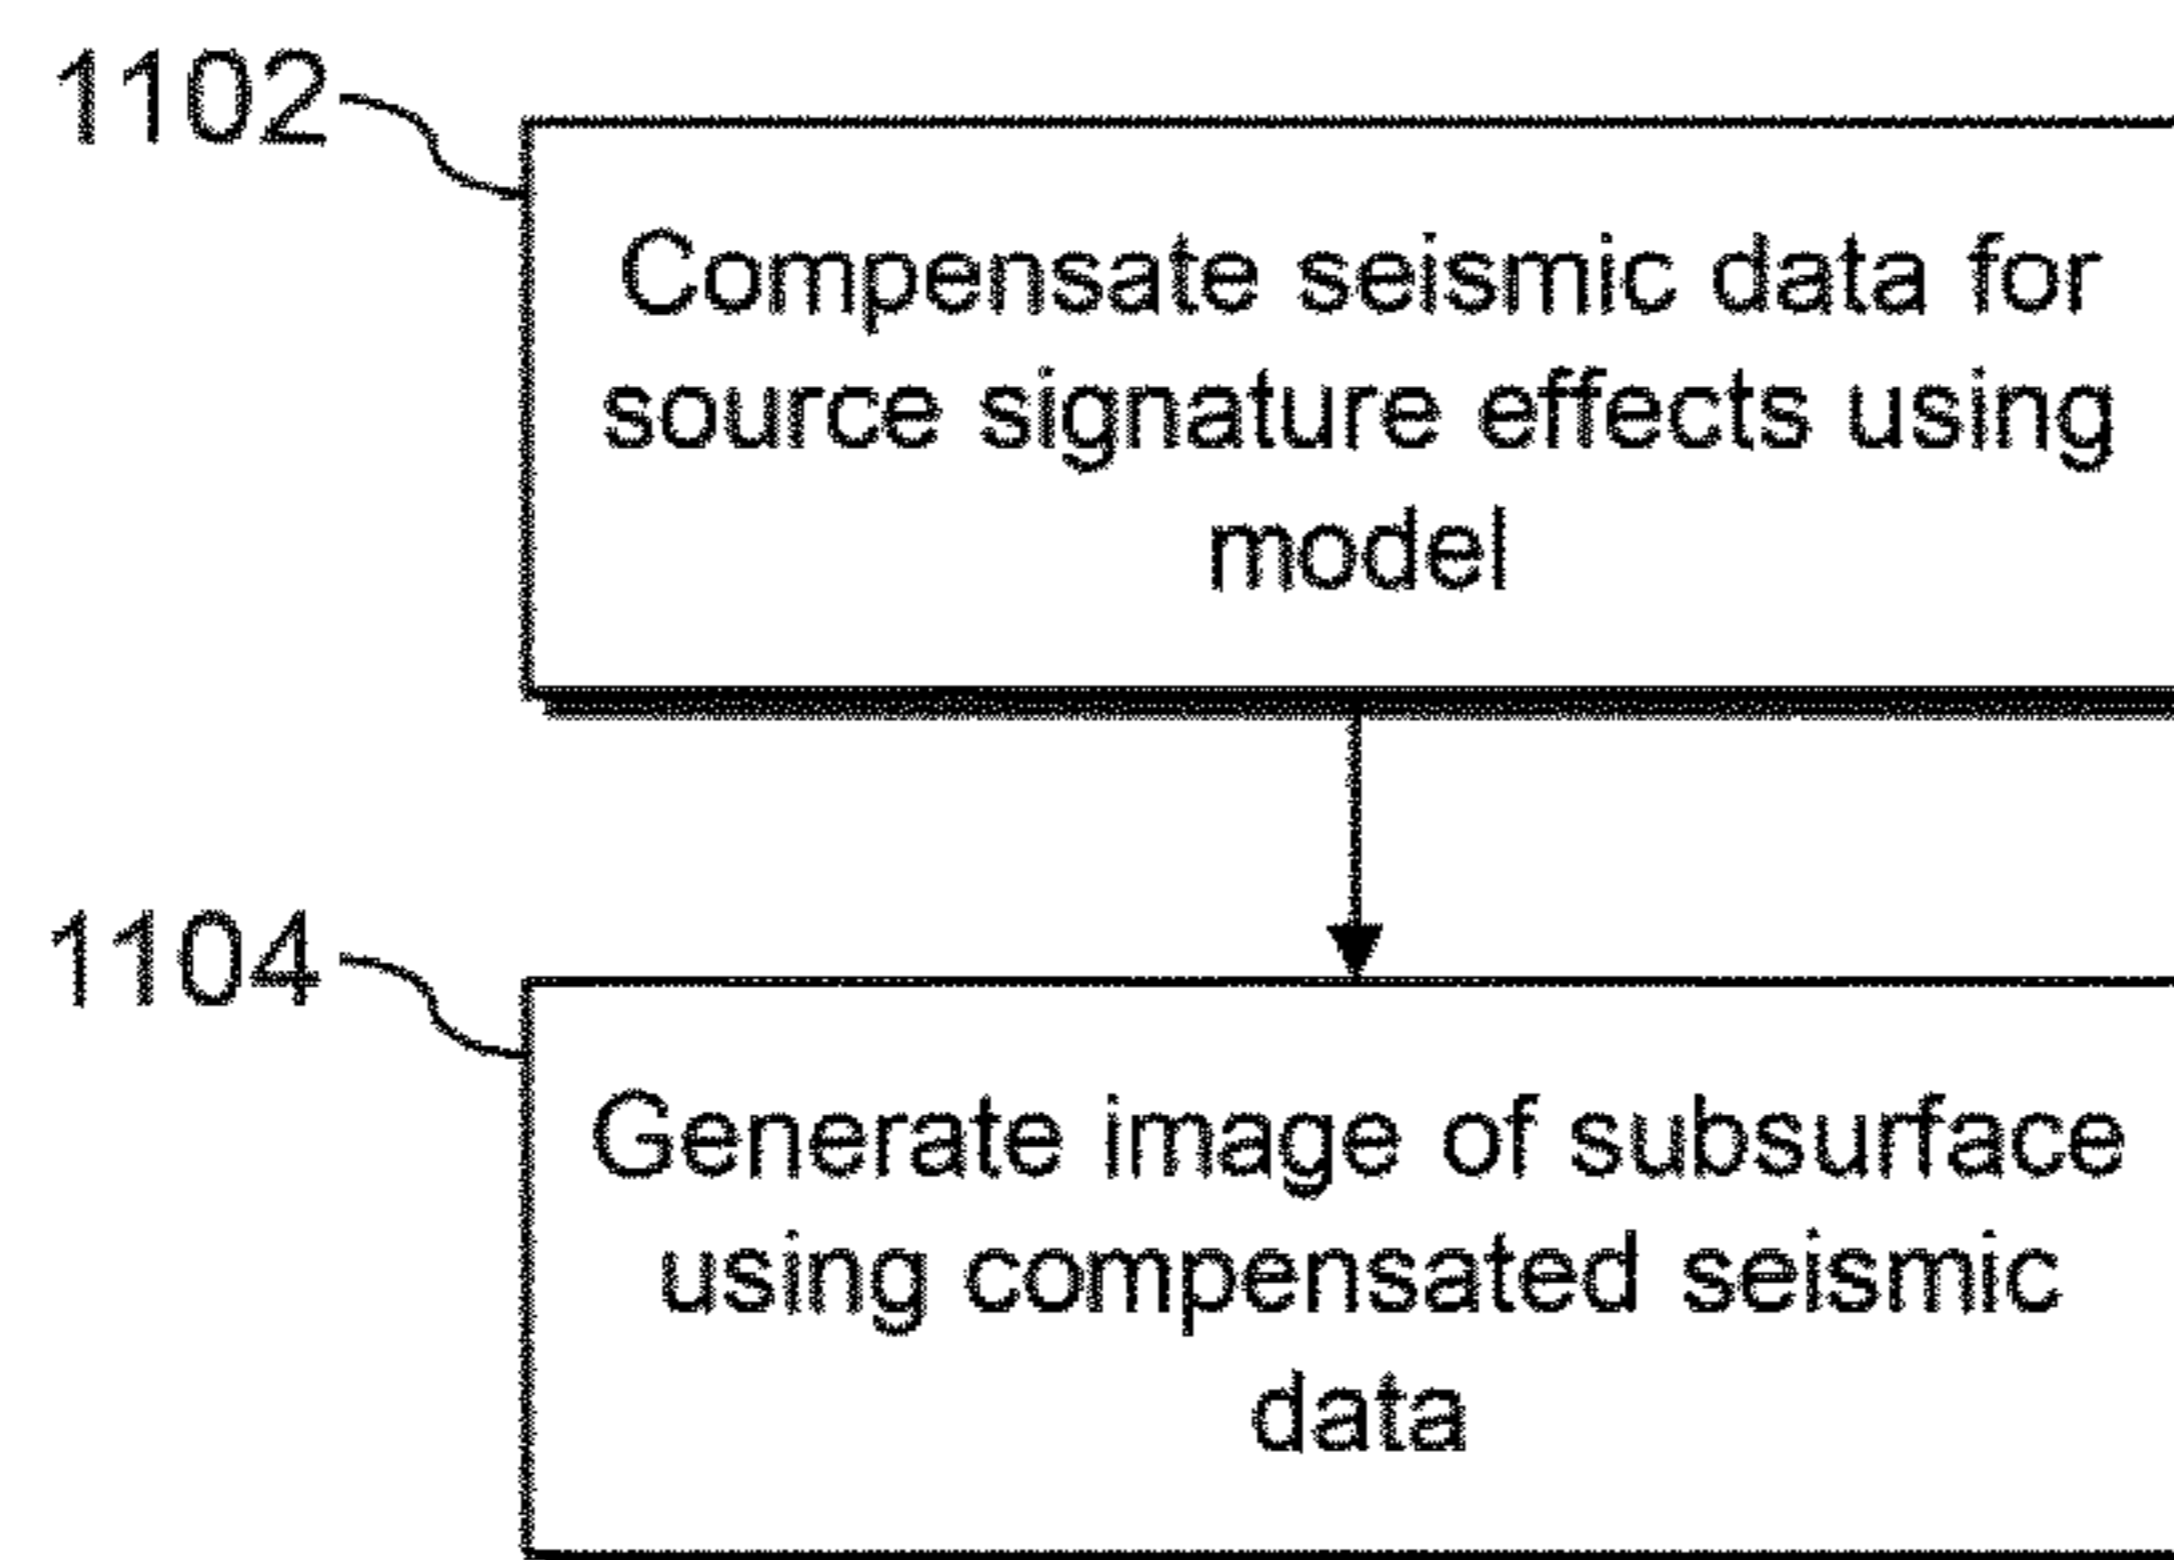 1102
Compensate seismic data for
source signature effects using
model
1104
Generate image of subsurface
using compensated seismic
data